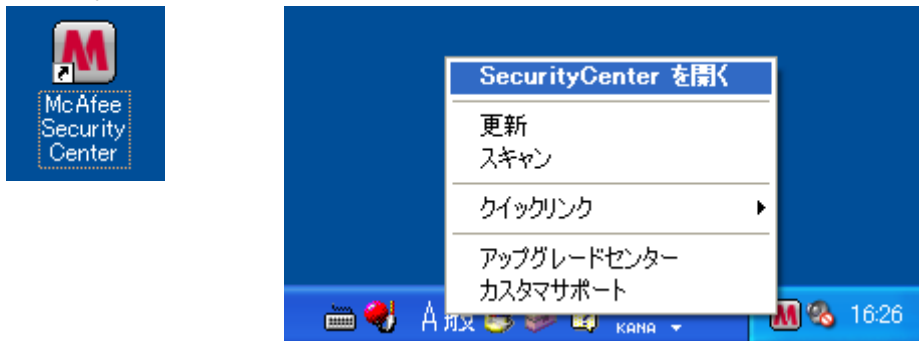 McAfee
Security
Center
SecurityCenter を開く
更新
スキャン
クイックリンク
アップグレードセンター
カスタマサポート
A 般
KANA
16:26